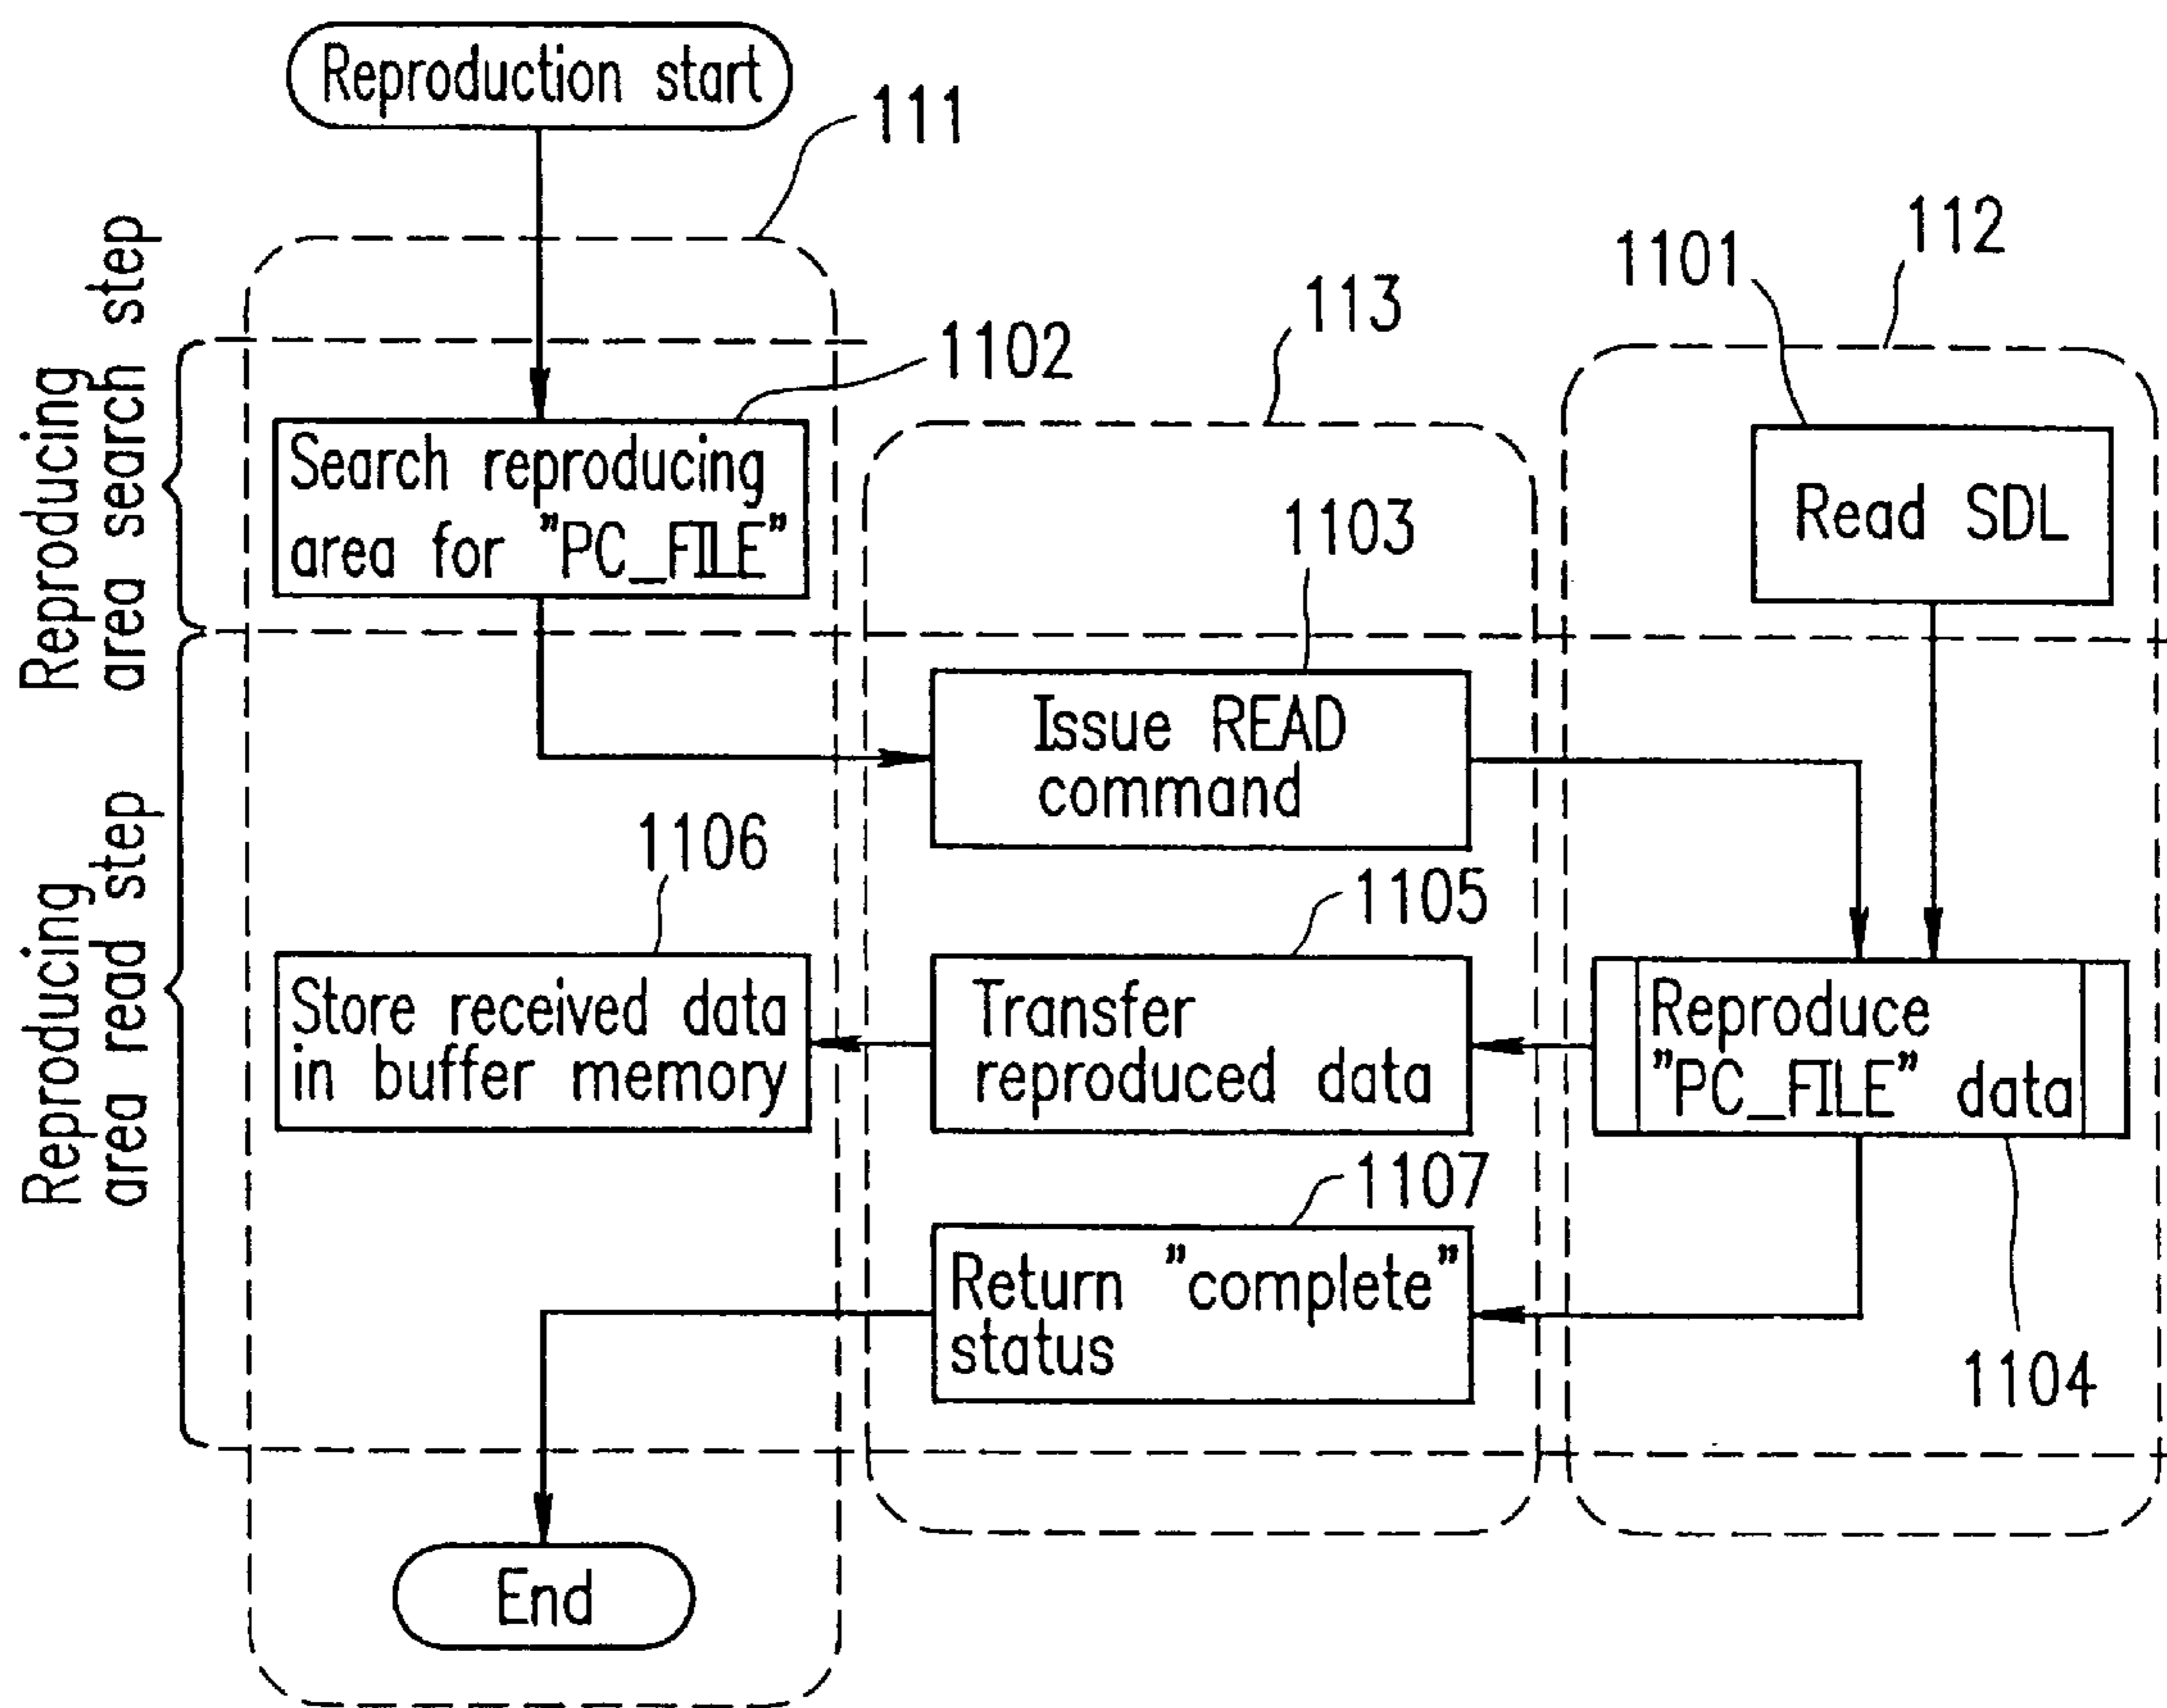 Reproduction start
111
112
1101
113
1102
Reproducing
area search step
Search reproducing
area for "PC_FILE"
Read SDL
1103
Issue READ
command
Reproducing
area read step
1106
1105
Store received data
in buffer memory
Transfer
reproduced data
Reproduce
"PC_FILE" data
1107
1104
Return "complete"
status
End